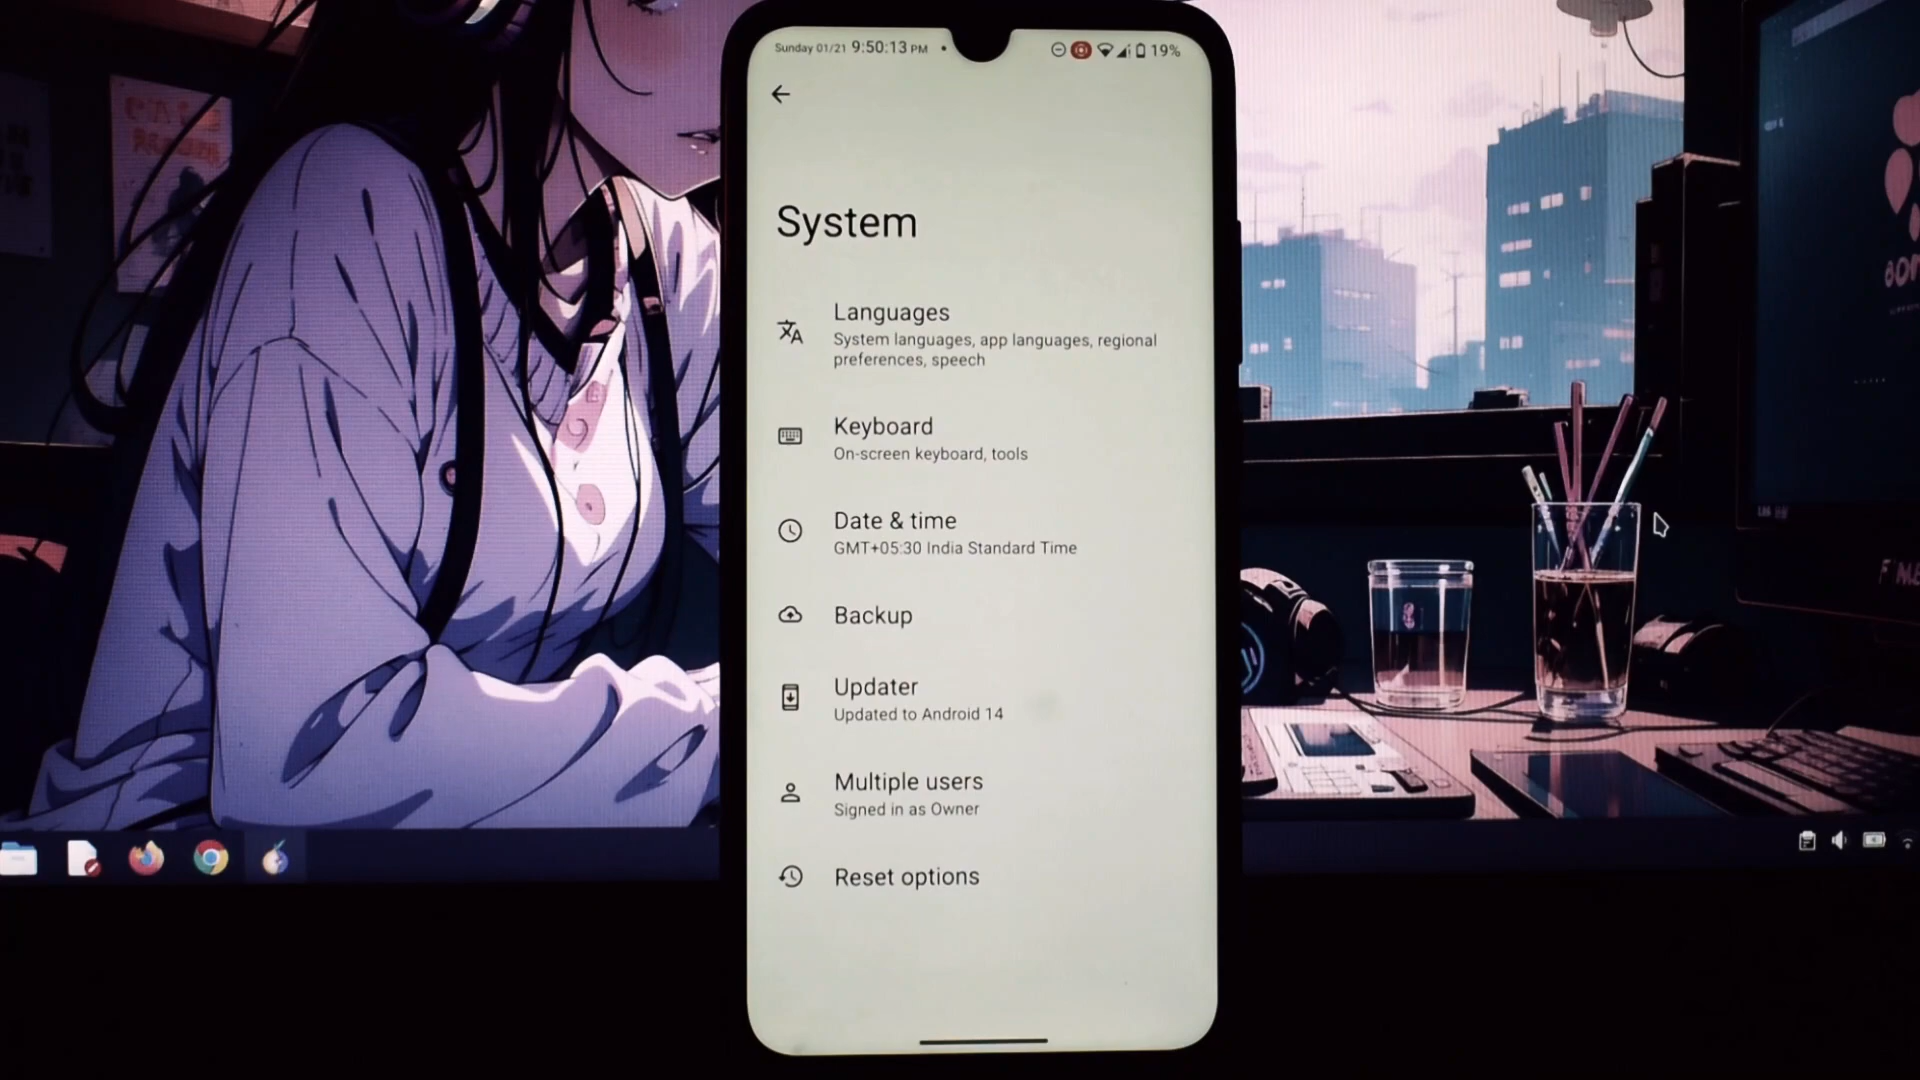 Sunday 01/21 9:50:13 PM
19%
System
Languages
System languages, app languages, regional
preferences, speech
Keyboard
On-screen keyboard, tools
Date & time
GMT+05:30 India Standard Time
Backup
Updater
Updated to Android 14
Multiple users
Signed in as Owner
Reset options